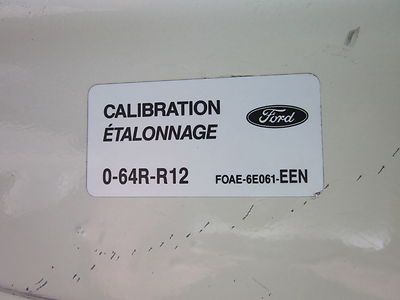 CALIBRATION
ÉTALONNAGE
Ford
0-64R-R12 FOAE-6E061-EEN